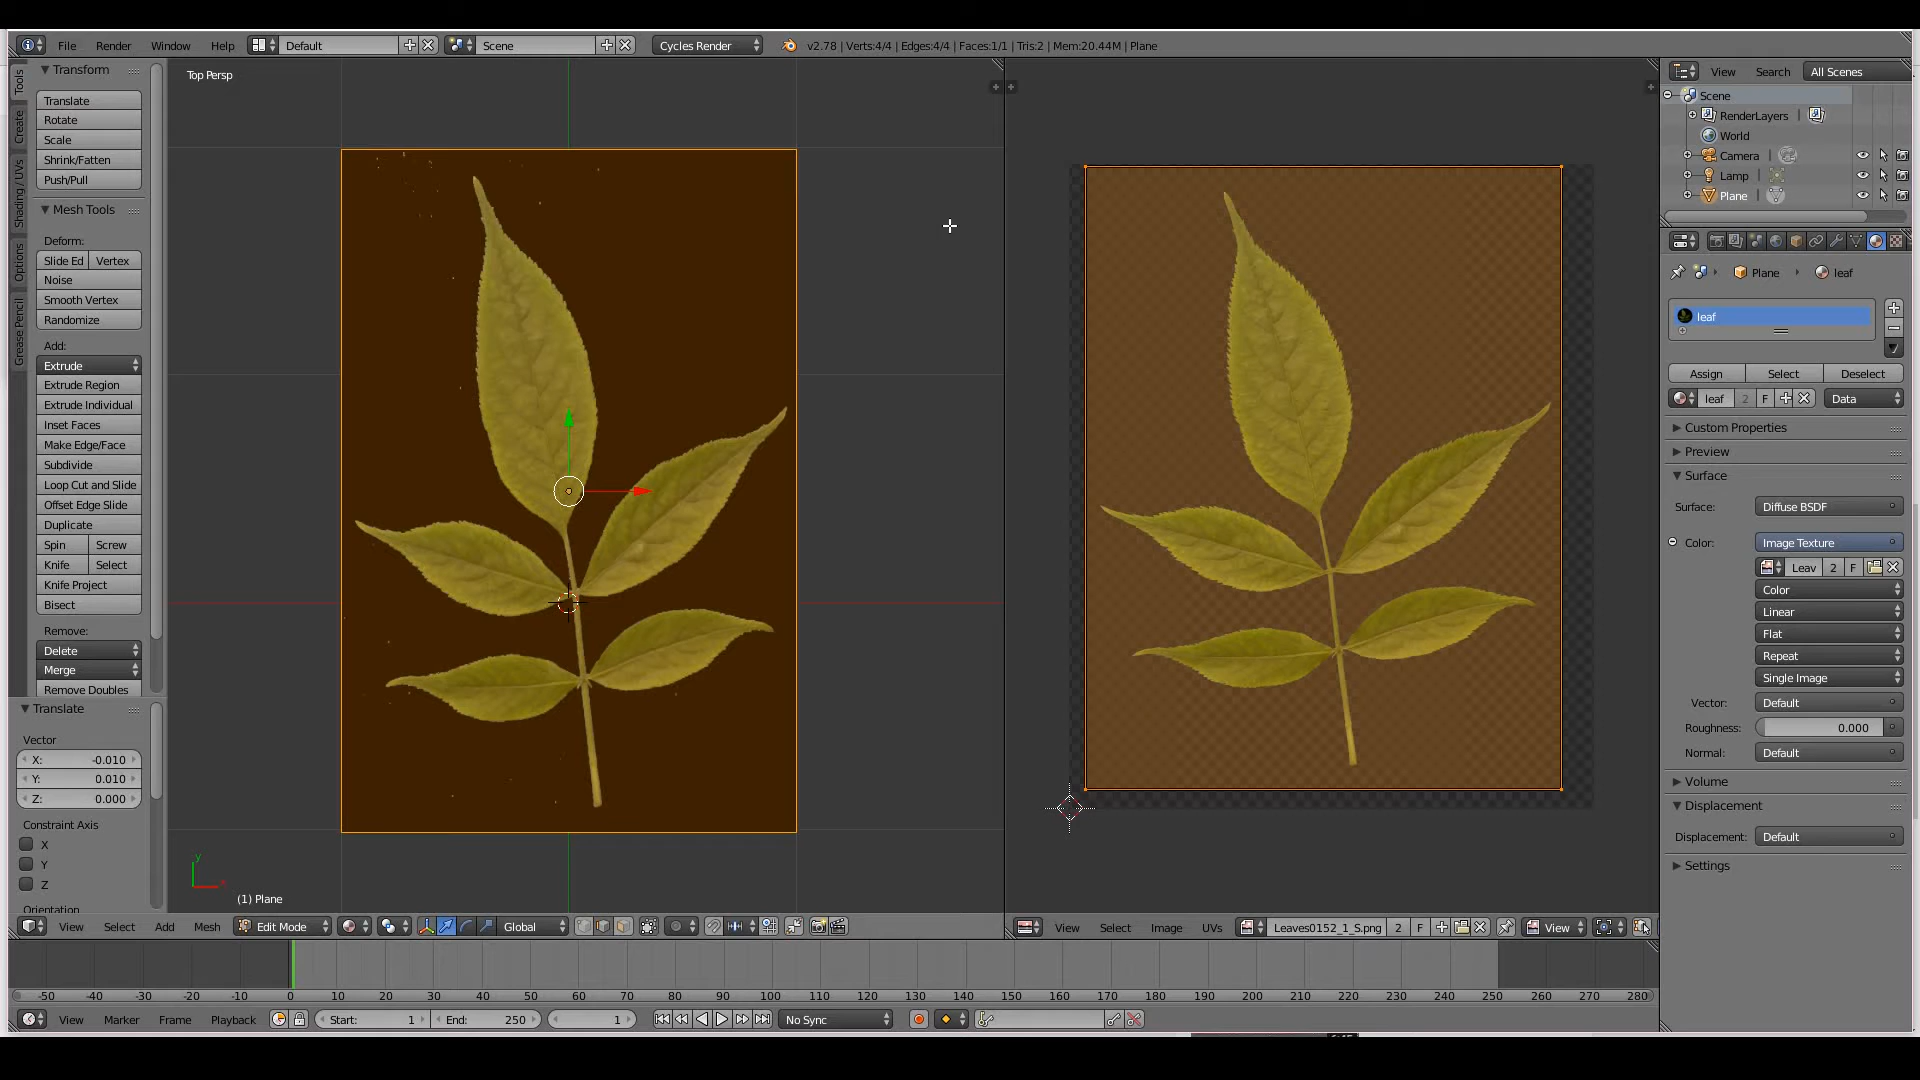 File Render Window Help Default Scene Cycles Render v2.78 | Verts:4/4 | Edges:4/4 | Faces:1/1 | Tris:2 | Mem:20.44M | Plane
Tools
Create
Shading / UVs
Options
Grease Pencil
Transform
Translate
Rotate
Scale
Shrink/Fatten
Push/Pull
Mesh Tools
Deform:
Slide Ed Vertex
Noise
Smooth Vertex
Randomize
Add:
Extrude
Extrude Region
Extrude Individual
Inset Faces
Make Edge/Face
Subdivide
Loop Cut and Slide
Offset Edge Slide
Duplicate
Spin Screw
Knife Select
Knife Project
Bisect
Remove:
Delete
Merge
Remove Doubles
Translate
Vector
X: -0.010
Y: 0.010
Z: 0.000
Constraint Axis
X
Y
Z
Orientation
Top Persp
y
x
(1) Plane
View Select Add Mesh Edit Mode Global
View Select Image UVs Leaves0152_1_S.png 2 F View
View Search All Scenes
Scene
RenderLayers |
World
Camera |
Lamp |
Plane |
Plane leaf
leaf
Assign Select Deselect
leaf 2 F Data
Custom Properties
Preview
Surface
Surface: Diffuse BSDF
Color: Image Texture
Leav 2 F
Color
Linear
Flat
Repeat
Single Image
Vector: Default
Roughness: 0.000
Normal: Default
Volume
Displacement
Displacement: Default
Settings
-50 -40 -30 -20 -10 0 10 20 30 40 50 60 70 80 90 100 110 120 130 140 150 160 170 180 190 200 210 220 230 240 250 260 270 280
View Marker Frame Playback Start: 1 End: 250 1 No Sync